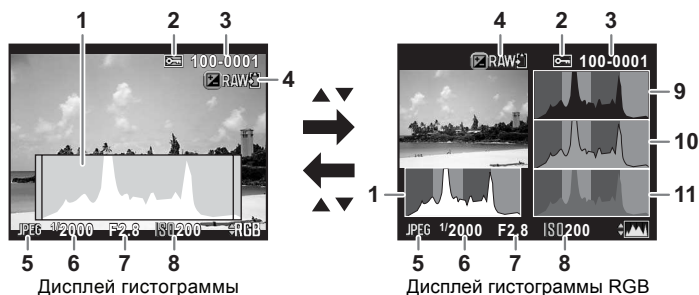 1 2 3
100-0001
RAW 4
JPEG 1/2000 F2.8 ISO200 RGB
5 6 7 8
Дисплей гистограммы
4 2 3
RAW 100-0001
9
10
1 11
JPEG 1/2000 F2.8 ISO200
5 6 7 8
Дисплей гистограммы RGB